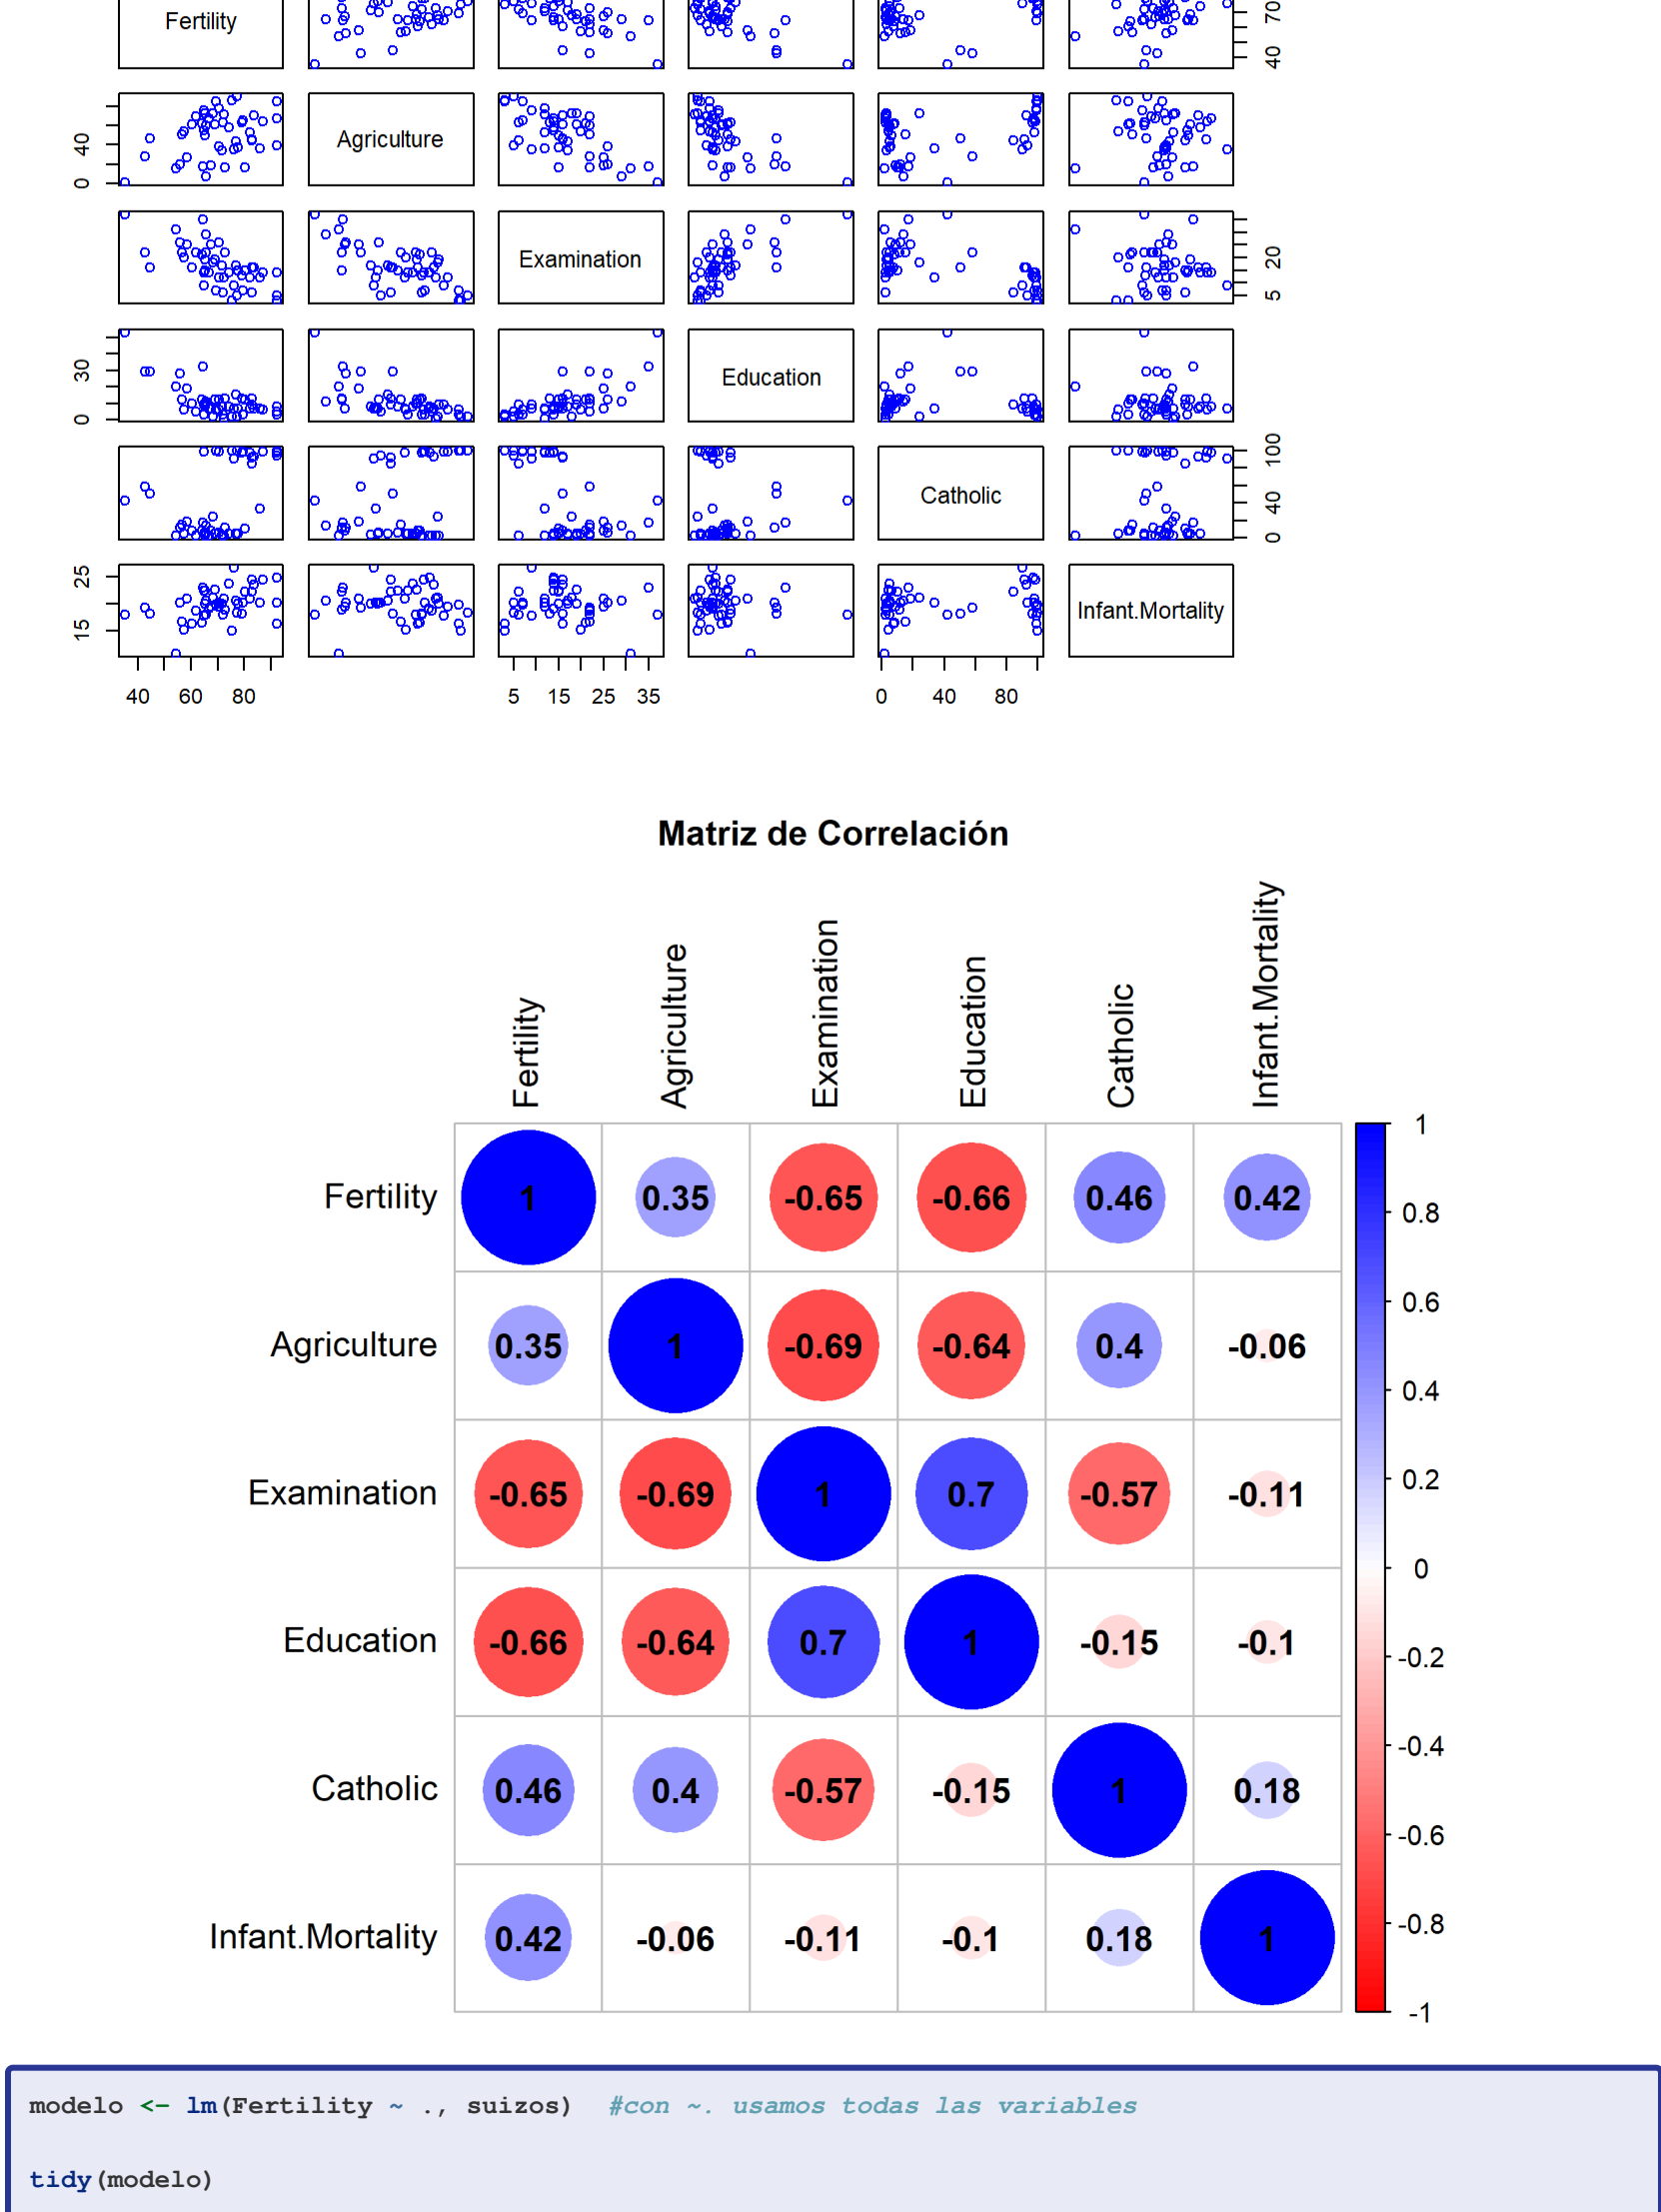 Fertility
40 70
Agriculture
0 40
Examination
5 20
Education
0 30
Catholic
0 40 100
Infant.Mortality
15 25
40 60 80 5 15 25 35 0 40 80
Matriz de Correlación
Fertility Agriculture Examination Education Catholic Infant.Mortality
Fertility 1 0.35 -0.65 -0.66 0.46 0.42
Agriculture 0.35 1 -0.69 -0.64 0.4 -0.06
Examination -0.65 -0.69 1 0.7 -0.57 -0.11
Education -0.66 -0.64 0.7 1 -0.15 -0.1
Catholic 0.46 0.4 -0.57 -0.15 1 0.18
Infant.Mortality 0.42 -0.06 -0.11 -0.1 0.18 1
1
0.8
0.6
0.4
0.2
0
-0.2
-0.4
-0.6
-0.8
-1
modelo <- lm(Fertility ~ ., suizos) #con ~. usamos todas las variables
tidy(modelo)